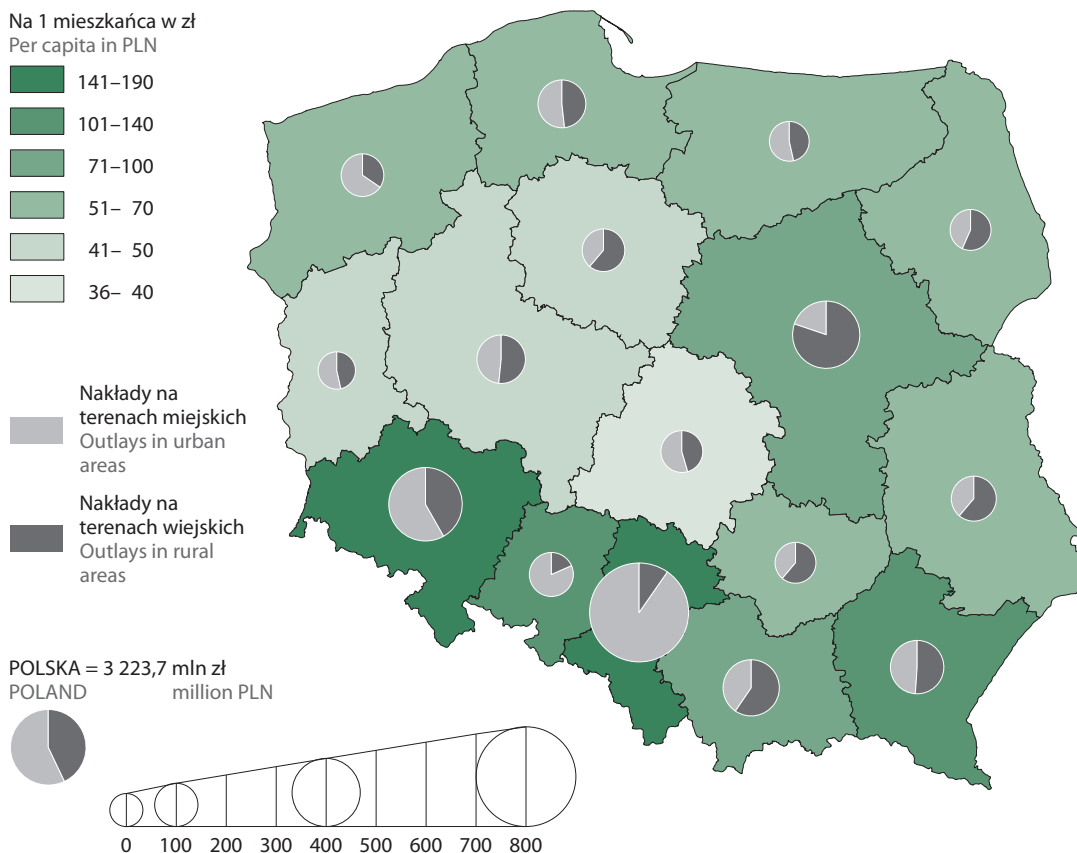 Na 1 mieszkańca w zł
Per capita in PLN
141–190
101–140
71–100
51– 70
41– 50
36– 40
Nakłady na
terenach miejskich
Outlays in urban
areas
Nakłady na
terenach wiejskich
Outlays in rural
areas
POLSKA = 3 223,7 mln zł
POLAND million PLN
0 100 200 300 400 500 600 700 800